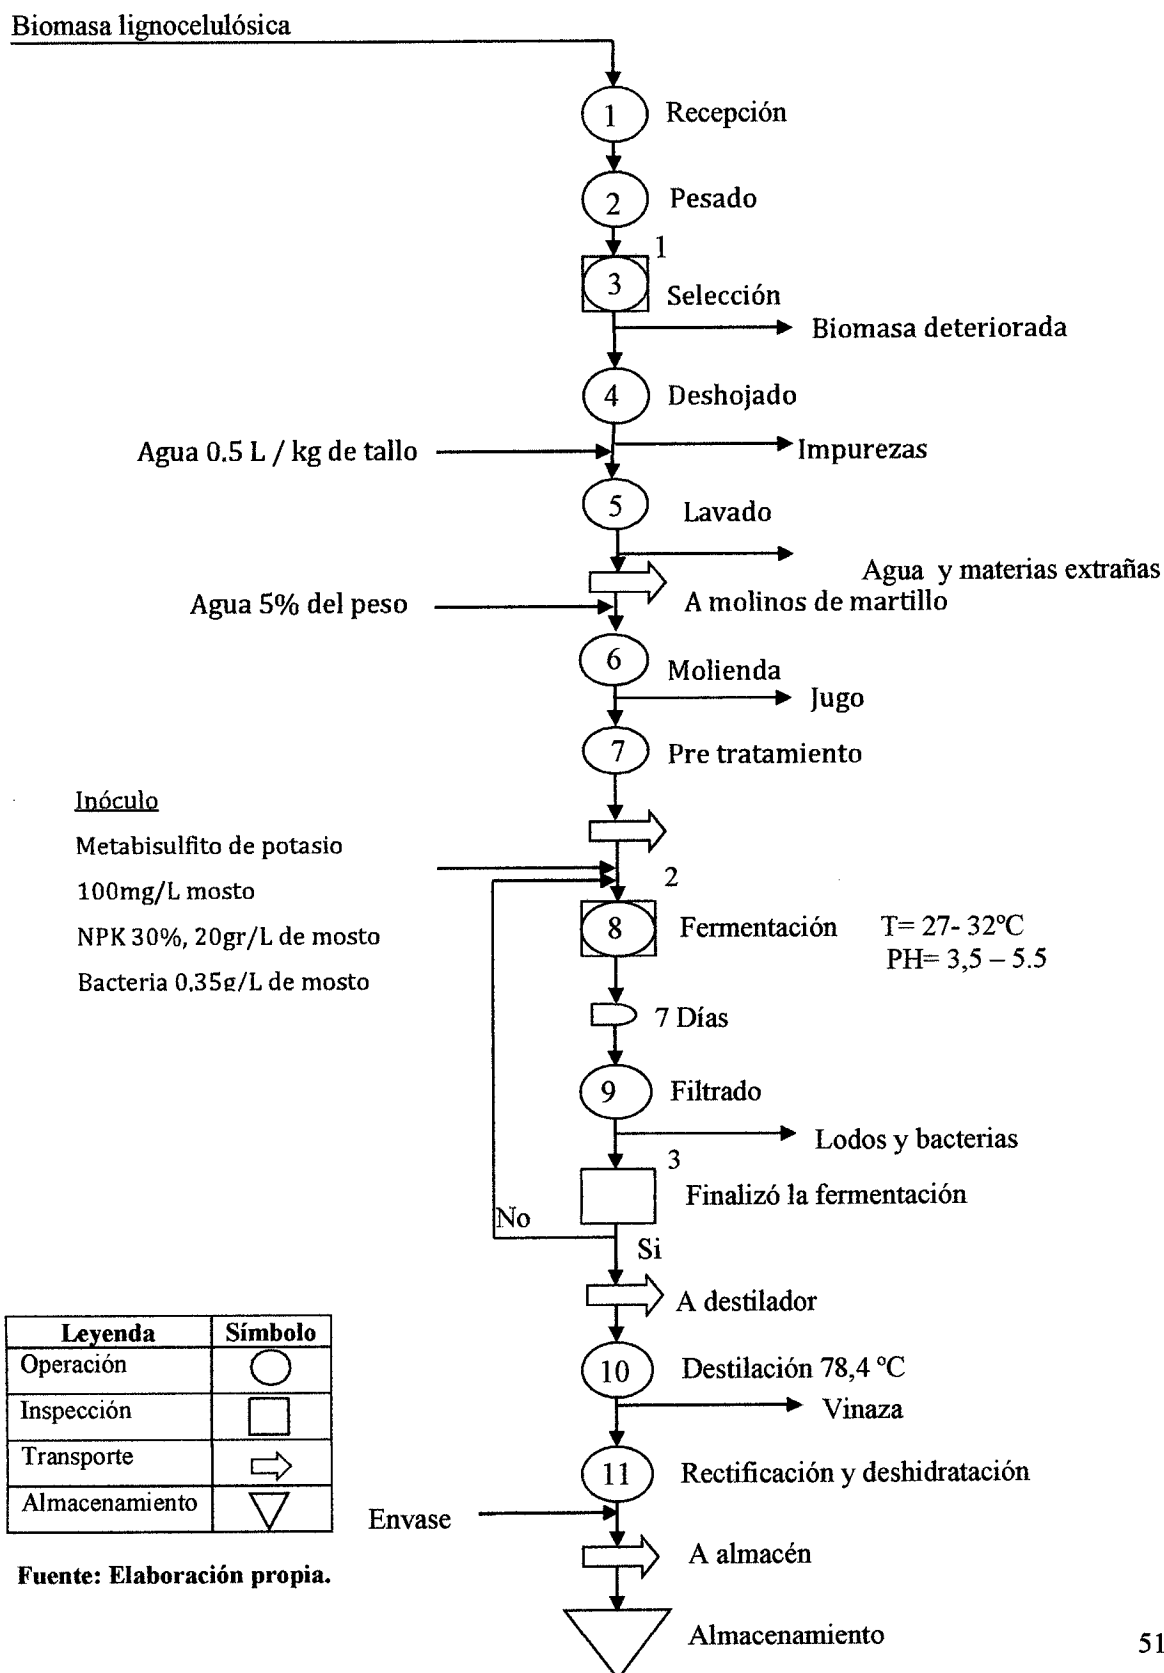 Biomasa lignocelulósica
1 Recepción
2 Pesado
1
3 Selección
Biomasa deteriorada
4 Deshojado
Agua 0.5 L / kg de tallo
Impurezas
5 Lavado
Agua y materias extrañas
A molinos de martillo
Agua 5% del peso
6 Molienda
Jugo
7 Pre tratamiento
Inóculo
Metabisulfito de potasio
100mg/L mosto
NPK 30%, 20gr/L de mosto
Bacteria 0,35g/L de mosto
2
8 Fermentación T= 27- 32°C
PH= 3,5 – 5.5
7 Días
9 Filtrado
Lodos y bacterias
3
Finalizó la fermentación
No
Si
A destilador
10 Destilación 78,4 °C
Vinaza
11 Rectificación y deshidratación
Envase
A almacén
Almacenamiento
Leyenda Símbolo
Operación
Inspección
Transporte
Almacenamiento
Fuente: Elaboración propia.
51